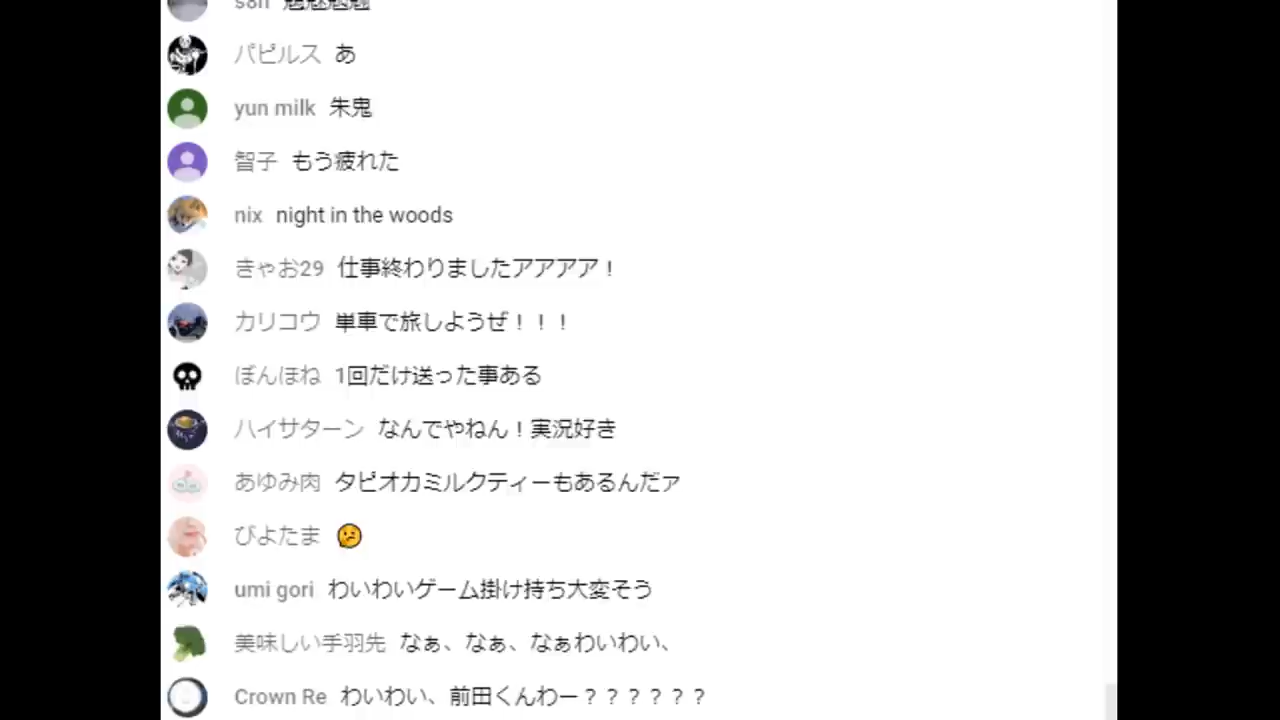 パピルス あ
yun milk 朱鬼
智子 もう疲れた
nix night in the woods
きゃお29 仕事終わりましたアアアア！
カリコウ 単車で旅しようぜ！！！
ぼんほね 1回だけ送った事ある
ハイサターン なんでやねん！実況好き
あゆみ肉 タピオカミルクティーもあるんだァ
ぴよたま 🤔
umi gori わいわいゲーム掛け持ち大変そう
美味しい手羽先 なぁ、なぁ、なぁわいわい、
Crown Re わいわい、前田くんわー？？？？？？